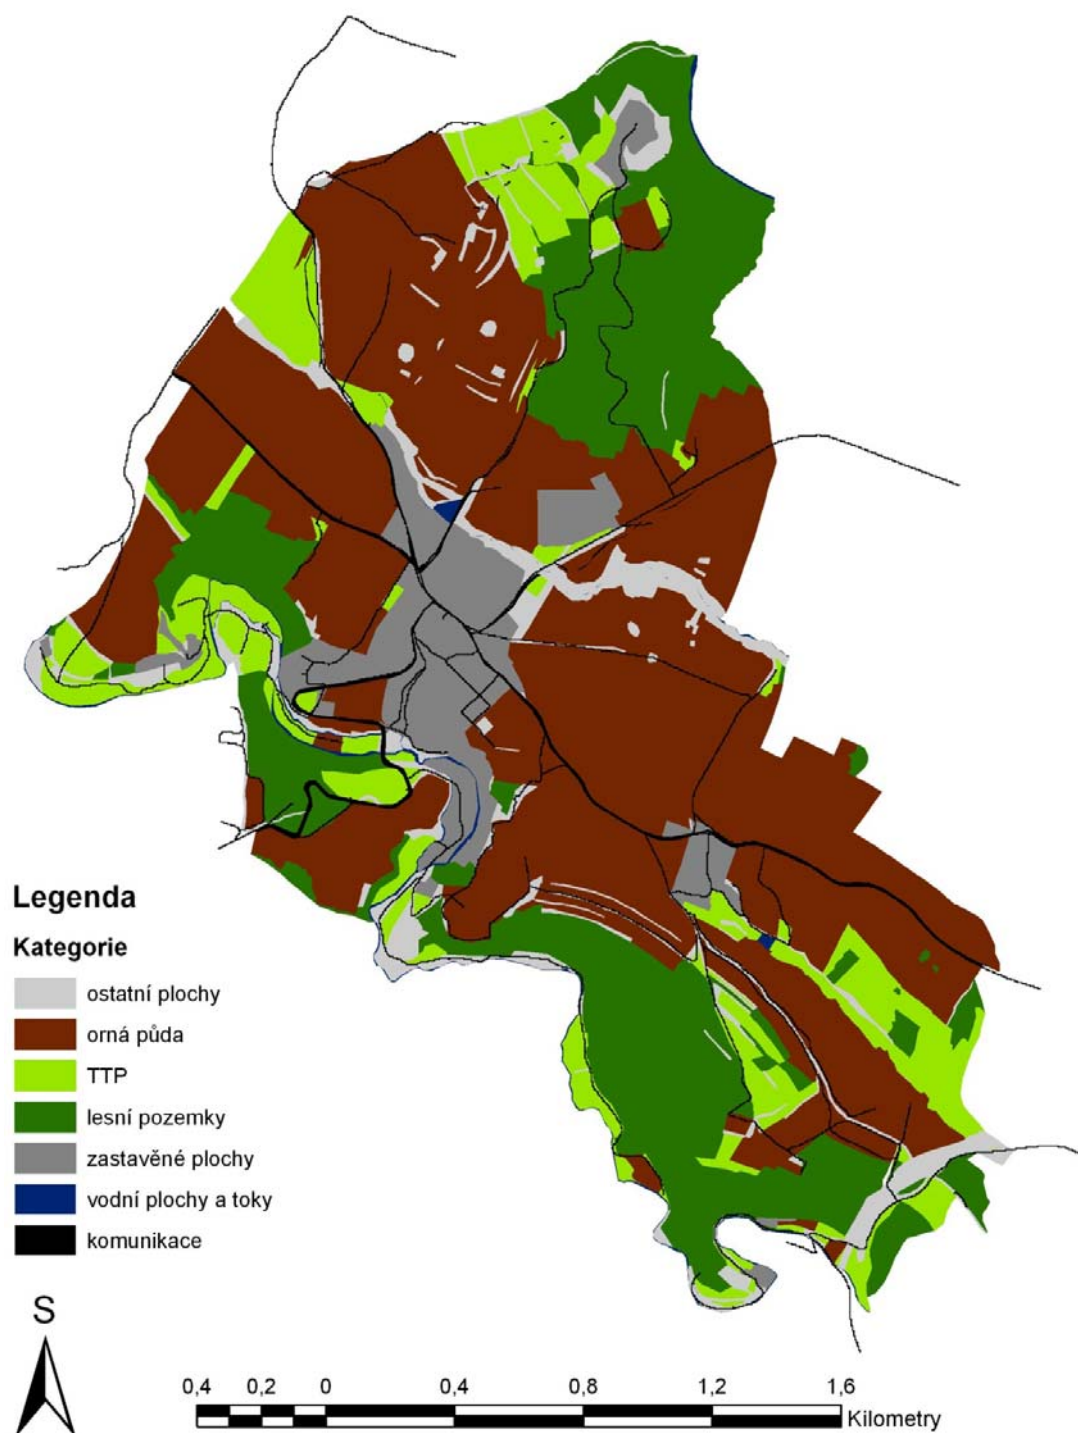 Legenda
Kategorie
ostatní plochy
orná půda
TTP
lesní pozemky
zastavěné plochy
vodní plochy a toky
komunikace
S
0,4 0,2 0 0,4 0,8 1,2 1,6
Kilometry